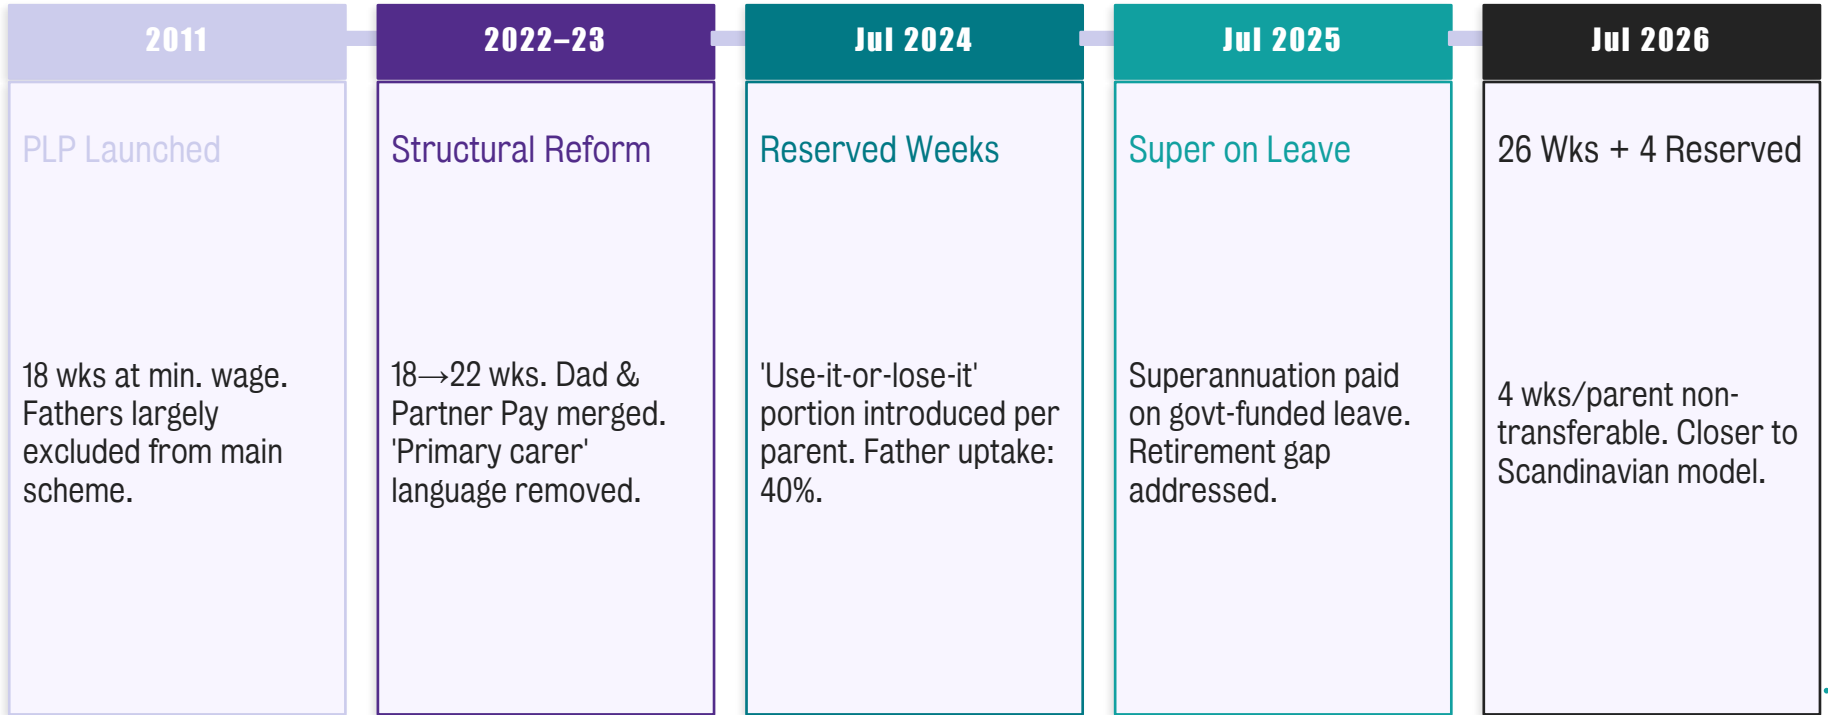 2011
PLP Launched
18 wks at min. wage.
Fathers largely
excluded from main
scheme.
2022–23
Structural Reform
18→22 wks. Dad &
Partner Pay merged.
'Primary carer'
language removed.
Jul 2024
Reserved Weeks
'Use-it-or-lose-it'
portion introduced per
parent. Father uptake:
40%.
Jul 2025
Super on Leave
Superannuation paid
on govt-funded leave.
Retirement gap
addressed.
Jul 2026
26 Wks + 4 Reserved
4 wks/parent non-
transferable. Closer to
Scandinavian model.